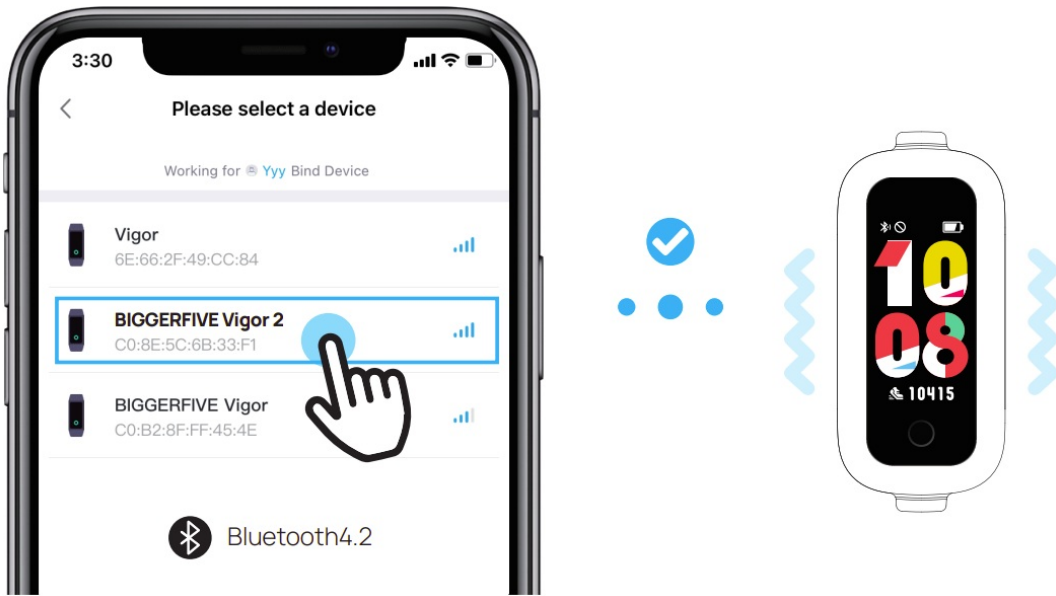 3:30
Please select a device
Working for Yyy Bind Device
Vigor
6E:66:2F:49:CC:84
BIGGERFIVE Vigor 2
C0:8E:5C:6B:33:F1
BIGGERFIVE Vigor
C0:B2:8F:FF:45:4E
Bluetooth4.2
10
08
10415